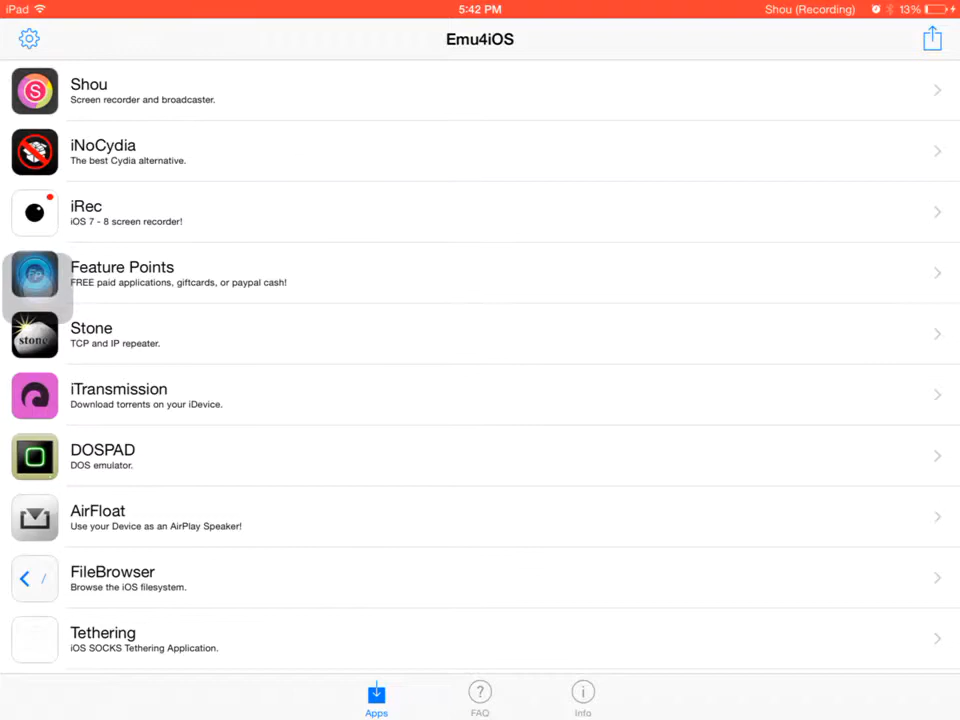 iPad
5:42 PM
Shou (Recording)
13%
Emu4iOS
Shou
Screen recorder and broadcaster.
iNoCydia
The best Cydia alternative.
iRec
iOS 7 - 8 screen recorder!
Feature Points
FREE paid applications, giftcards, or paypal cash!
Stone
TCP and IP repeater.
stone
iTransmission
Download torrents on your iDevice.
DOSPAD
DOS emulator.
AirFloat
Use your Device as an AirPlay Speaker!
FileBrowser
Browse the iOS filesystem.
Tethering
iOS SOCKS Tethering Application.
Apps
FAQ
Info